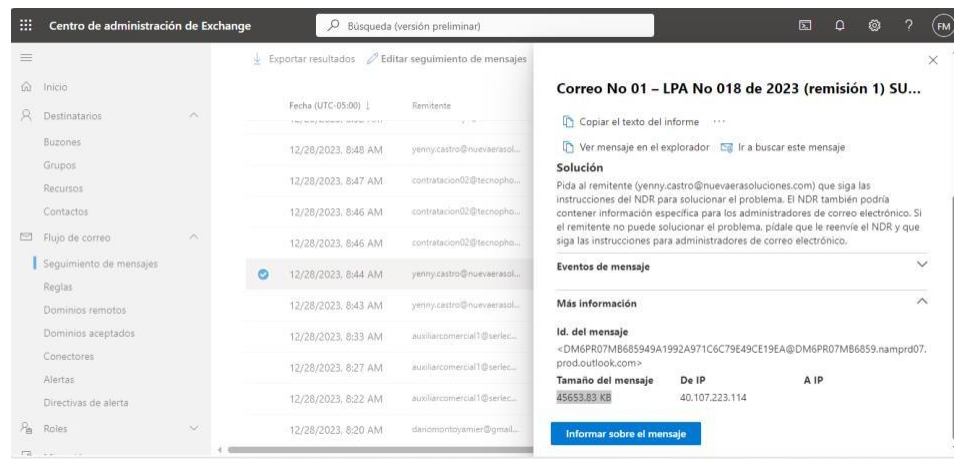 Centro de administración de Exchange
Búsqueda (versión preliminar)
?
FM
Exportar resultados
Editar seguimiento de mensajes
Inicio
Destinatarios
Buzones
Grupos
Recursos
Contactos
Flujo de correo
Seguimiento de mensajes
Reglas
Dominios remotos
Dominios aceptados
Conectores
Alertas
Directivas de alerta
Roles
Fecha (UTC-05:00) ↓ Remitente
12/28/2023, 8:48 AM yenny.castro@nuevaerasol...
12/28/2023, 8:47 AM contratacion02@tecnopho...
12/28/2023, 8:46 AM contratacion02@tecnopho...
12/28/2023, 8:46 AM contratacion02@tecnopho...
12/28/2023, 8:44 AM yenny.castro@nuevaerasol...
12/28/2023, 8:43 AM yenny.castro@nuevaerasol...
12/28/2023, 8:33 AM auxiliarcomercial1@serlec...
12/28/2023, 8:27 AM auxiliarcomercial1@serlec...
12/28/2023, 8:22 AM auxiliarcomercial1@serlec...
12/28/2023, 8:20 AM dariomontoyamier@gmail...
Correo No 01 – LPA No 018 de 2023 (remisión 1) SU...
Copiar el texto del informe ...
Ver mensaje en el explorador Ir a buscar este mensaje
Solución
Pida al remitente (yenny.castro@nuevaerasoluciones.com) que siga las
instrucciones del NDR para solucionar el problema. El NDR también podría
contener información específica para los administradores de correo electrónico. Si
el remitente no puede solucionar el problema, pídale que le reenvíe el NDR y que
siga las instrucciones para administradores de correo electrónico.
Eventos de mensaje
Más información
Id. del mensaje
<DM6PR07MB685949A1992A971C6C79E49CE19EA@DM6PR07MB6859.namprd07.
prod.outlook.com>
Tamaño del mensaje De IP A IP
45653.83 KB 40.107.223.114
Informar sobre el mensaje